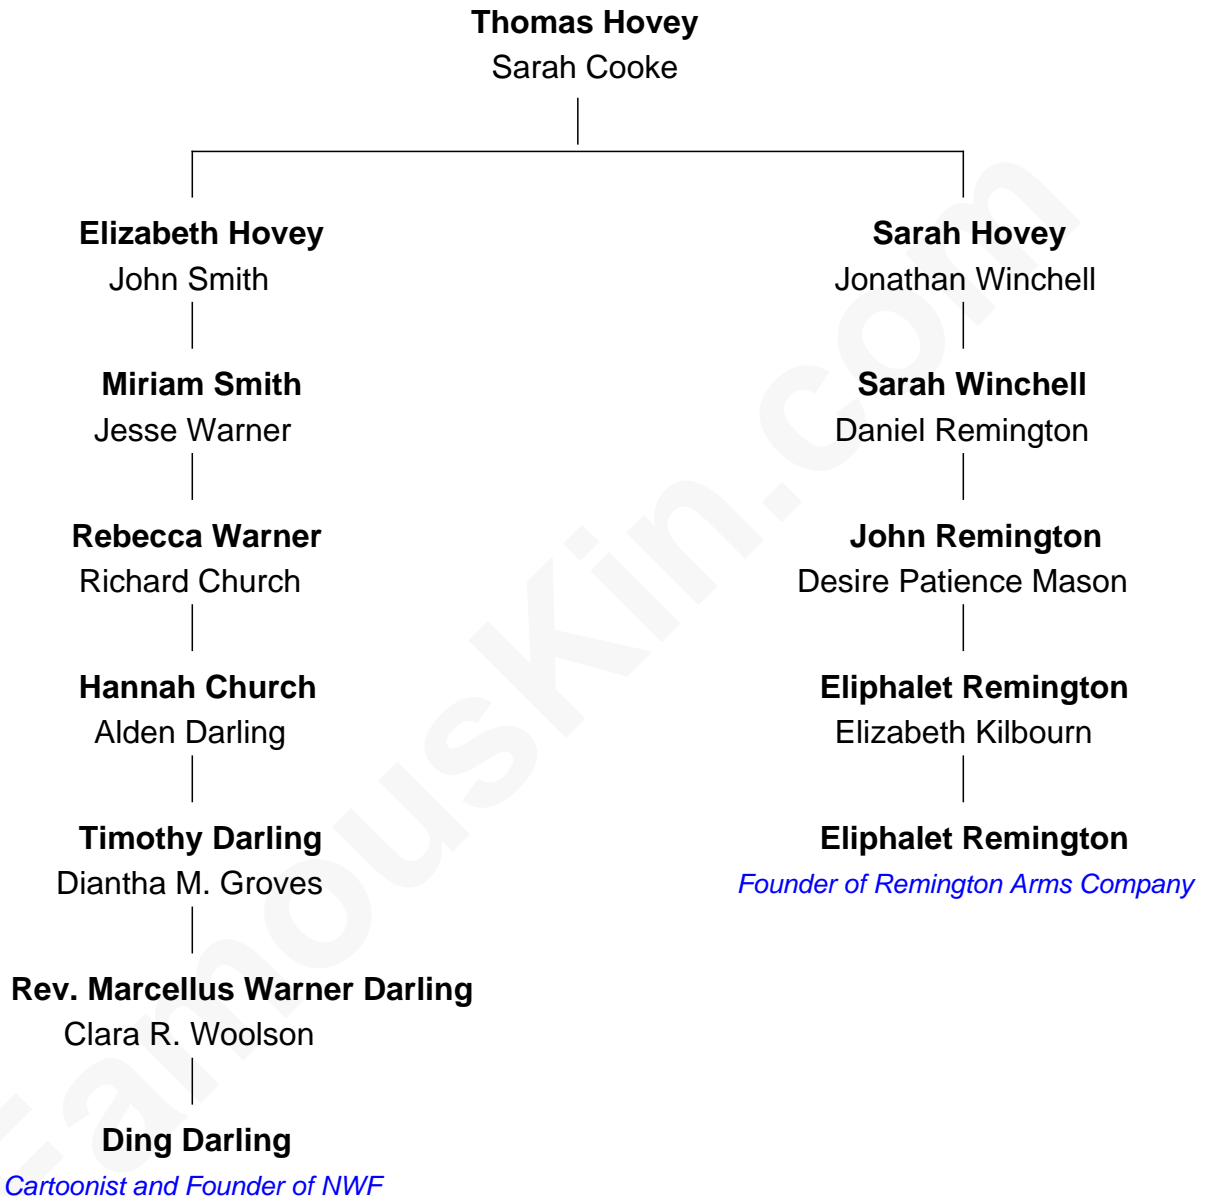 Thomas Hovey
Sarah Cooke
Elizabeth Hovey
John Smith
Sarah Hovey
Jonathan Winchell
Miriam Smith
Jesse Warner
Sarah Winchell
Daniel Remington
Rebecca Warner
Richard Church
John Remington
Desire Patience Mason
Hannah Church
Alden Darling
Eliphalet Remington
Elizabeth Kilbourn
Timothy Darling
Diantha M. Groves
Eliphalet Remington
Founder of Remington Arms Company
Rev. Marcellus Warner Darling
Clara R. Woolson
Ding Darling
Cartoonist and Founder of NWF
FamousKin.com